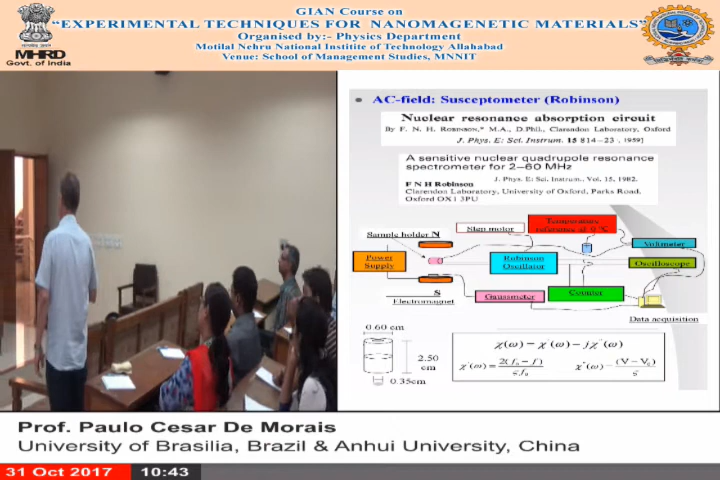 GIAN Course on
“EXPERIMENTAL TECHNIQUES FOR NANOMAGENETIC MATERIALS”
Organised by:- Physics Department
Motilal Nehru National Institite of Technology Allahabad
Venue: School of Management Studies, MNNIT
MHRD
Govt. of India
• AC-field: Susceptometer (Robinson)
Nuclear resonance absorption circuit
By F. N. H. ROBINSON,* M.A., D.Phil., Clarendon Laboratory, Oxford
J. Phys. E: Sci. Instrum. 15 814-23, 1959]
A sensitive nuclear quadrupole resonance
spectrometer for 2–60 MHz
J. Phys. E: Sci. Instrum., Vol. 15, 1982.
F N H Robinson
Clarendon Laboratory, University of Oxford, Parks Road,
Oxford OX1 3PU
Temperature
reference at 0 °C
Sample holder N
Step motor
Voltmeter
Power
Supply
Robinson
Oscillator
Oscilloscope
S
Electromagnet
Gaussmeter
Counter
Data acquisition
0.60 cm
2.50
cm
0.35cm
χ(ω) = χ'(ω) − jχ''(ω)
Prof. Paulo Cesar De Morais
University of Brasilia, Brazil & Anhui University, China
31 Oct 2017 10:43